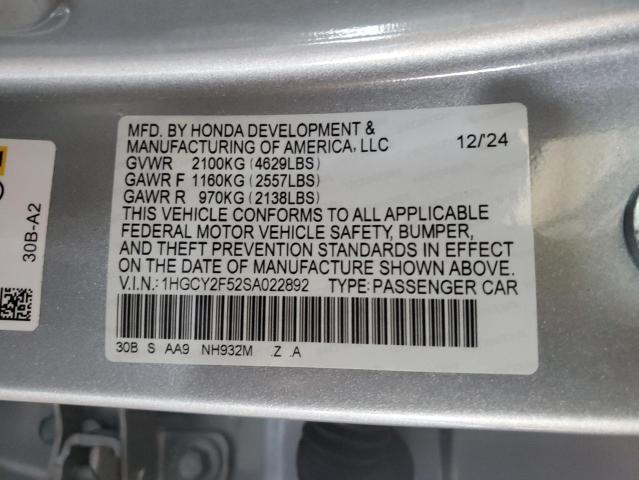 MFD. BY HONDA DEVELOPMENT &
MANUFACTURING OF AMERICA, LLC 12/'24
GVWR 2100KG (4629LBS)
GAWR F 1160KG (2557LBS)
GAWR R 970KG (2138LBS)
THIS VEHICLE CONFORMS TO ALL APPLICABLE
FEDERAL MOTOR VEHICLE SAFETY, BUMPER,
AND THEFT PREVENTION STANDARDS IN EFFECT
ON THE DATE OF MANUFACTURE SHOWN ABOVE.
V.I.N.: 1HGCY2F52SA022892 TYPE: PASSENGER CAR
30B S AA9 NH932M .Z .A
30B-A2